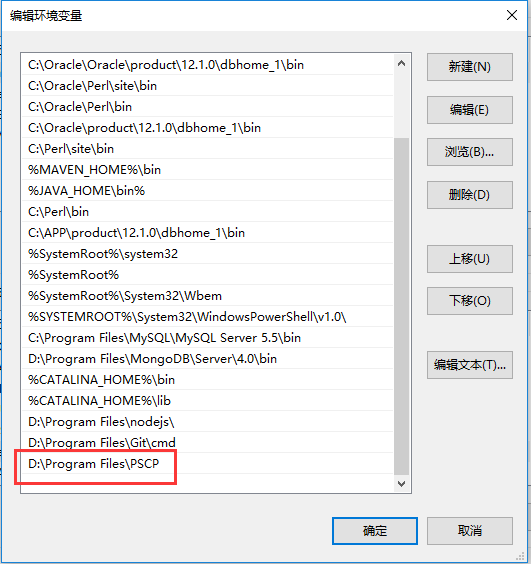 编辑环境变量
C:\Oracle\Oracle\product\12.1.0\dbhome_1\bin
C:\Oracle\Perl\site\bin
C:\Oracle\Perl\bin
C:\Oracle\product\12.1.0\dbhome_1\bin
C:\Perl\site\bin
%MAVEN_HOME%\bin
%JAVA_HOME\bin%
C:\Perl\bin
C:\APP\product\12.1.0\dbhome_1\bin
%SystemRoot%\system32
%SystemRoot%
%SystemRoot%\System32\Wbem
%SYSTEMROOT%\System32\WindowsPowerShell\v1.0\
C:\Program Files\MySQL\MySQL Server 5.5\bin
D:\Program Files\MongoDB\Server\4.0\bin
%CATALINA_HOME%\bin
%CATALINA_HOME%\lib
D:\Program Files\nodejs\
D:\Program Files\Git\cmd
D:\Program Files\PSCP
新建(N)
编辑(E)
浏览(B)...
删除(D)
上移(U)
下移(O)
编辑文本(T)...
确定
取消